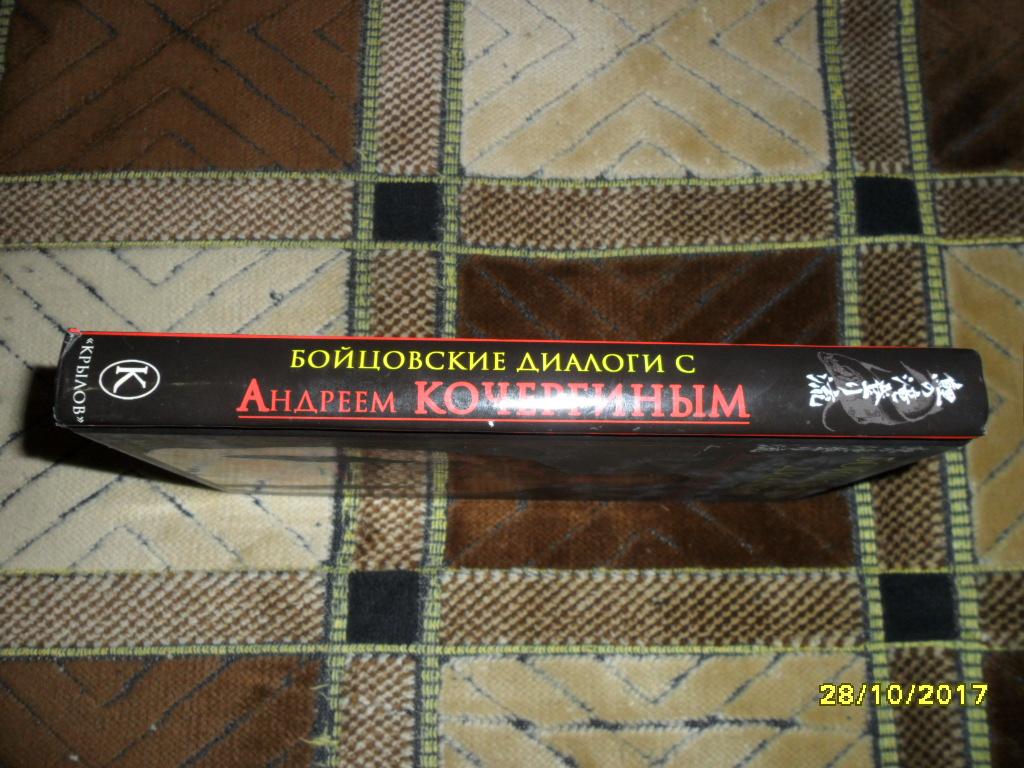 БОЙЦОВСКИЕ ДИАЛОГИ С
АНДРЕЕМ КОЧЕРГИНЫМ
«КРЫЛОВ»
К
28/10/2017